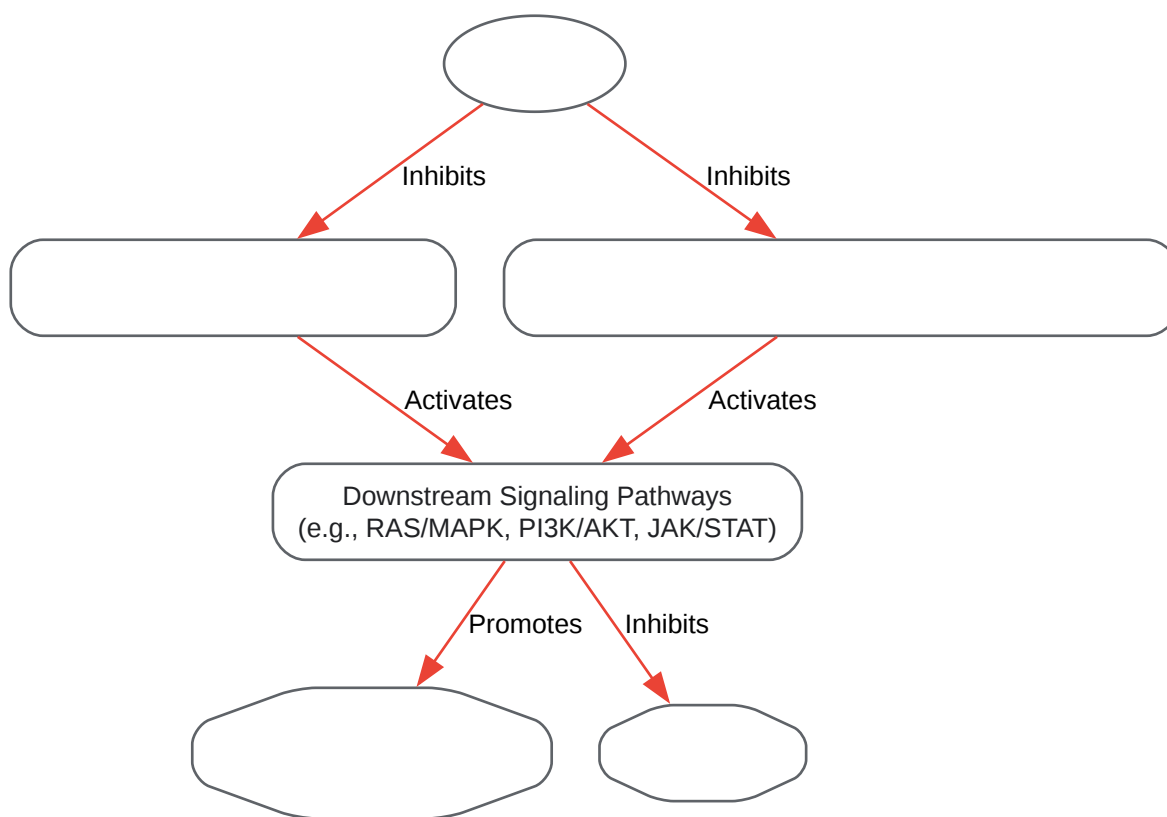 Inhibits
Inhibits
Activates
Activates
Downstream Signaling Pathways
(e.g., RAS/MAPK, PI3K/AKT, JAK/STAT)
Promotes
Inhibits